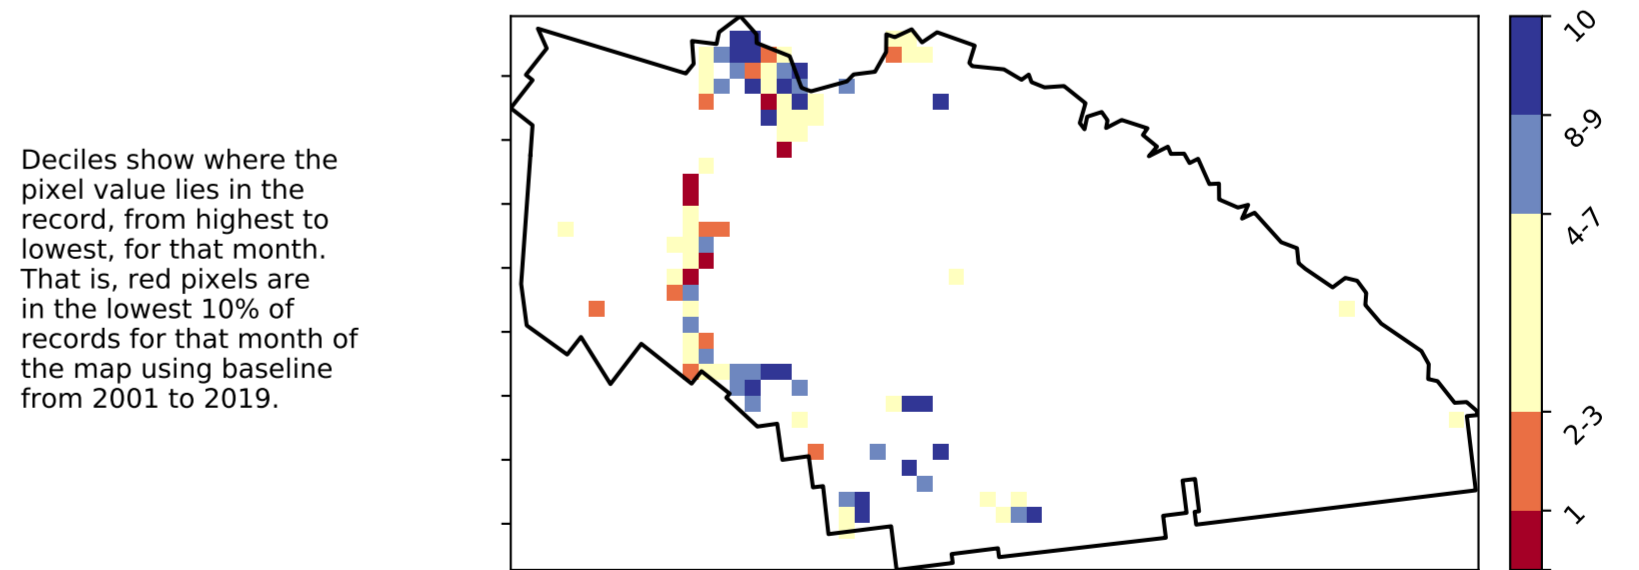 Deciles show where the
pixel value lies in the
record, from highest to
lowest, for that month.
That is, red pixels are
in the lowest 10% of
records for that month of
the map using baseline
from 2001 to 2019.
10
8-9
4-7
2-3
1